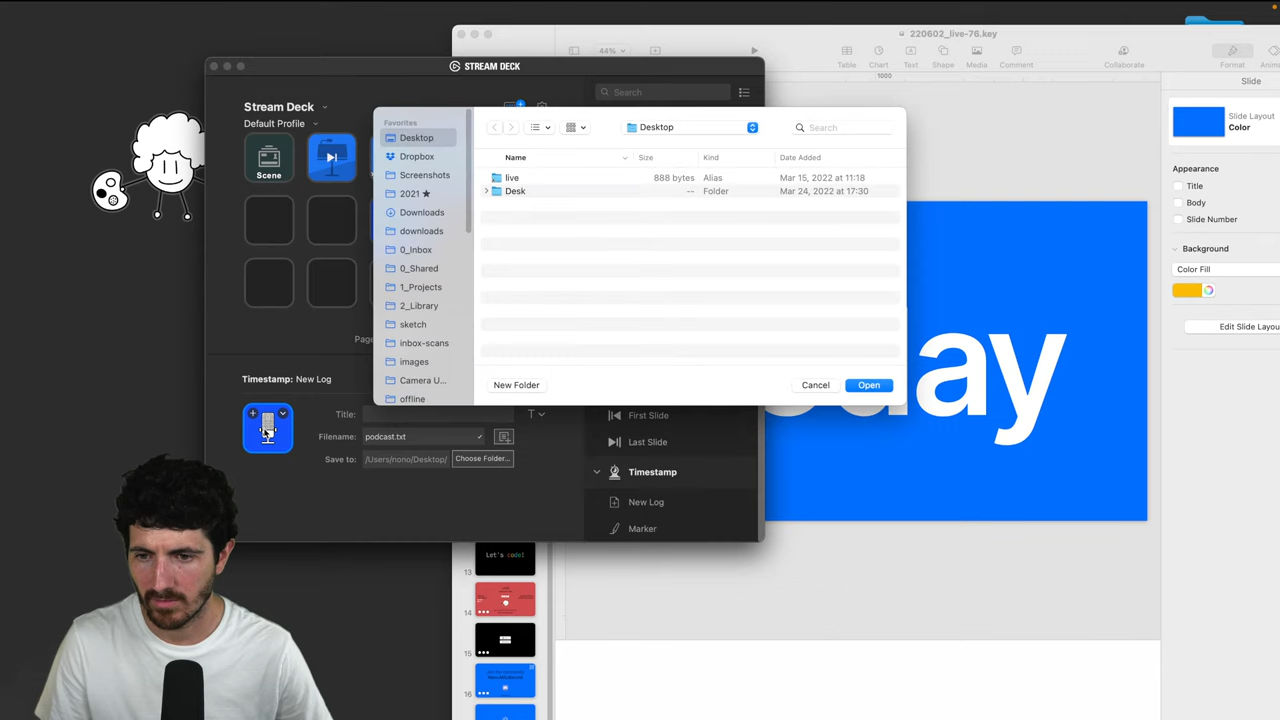 220602_live-76.key
44%
Table Chart Text Shape Media Comment Collaborate Format
1000
Slide
Slide Layout
Color
Appearance
Title
Body
Slide Number
Background
Color Fill
Edit Slide Layou
STREAM DECK
Search
Stream Deck
Default Profile
Scene
Favorites
Desktop
Dropbox
Screenshots
2021 ★
Downloads
downloads
0_Inbox
0_Shared
1_Projects
2_Library
sketch
inbox-scans
images
Camera U...
offline
Desktop
Search
Name Size Kind Date Added
live 888 bytes Alias Mar 15, 2022 at 11:18
Desk -- Folder Mar 24, 2022 at 17:30
New Folder Cancel Open
Page
Timestamp: New Log
Title:
Filename: podcast.txt
Save to: /Users/nono/Desktop/ Choose Folder...
First Slide
Last Slide
Timestamp
New Log
Marker
ay
Let's code!
13
14
15
16